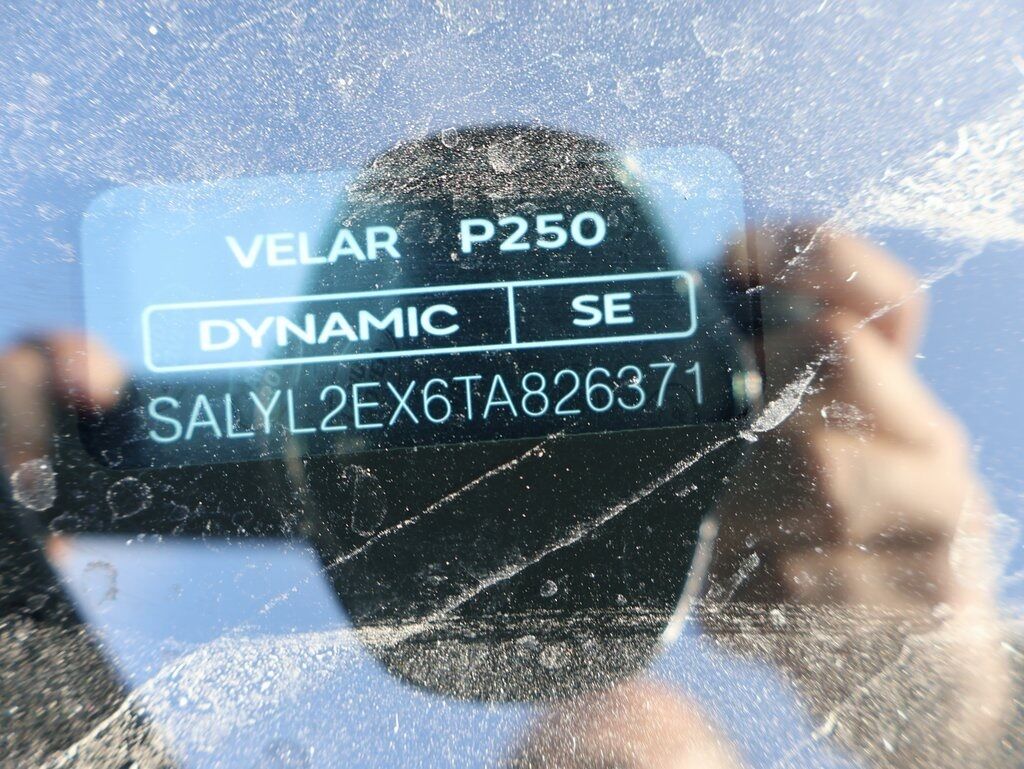 VELAR P250
DYNAMIC SE
SALYL2EX6TA826371